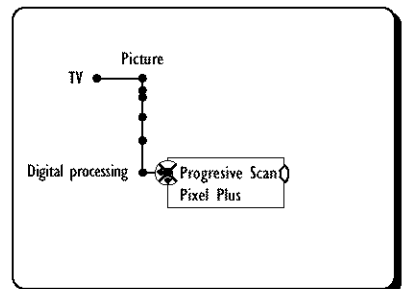 Picture
TV
Digital processing
Progresive Scan
Pixel Plus